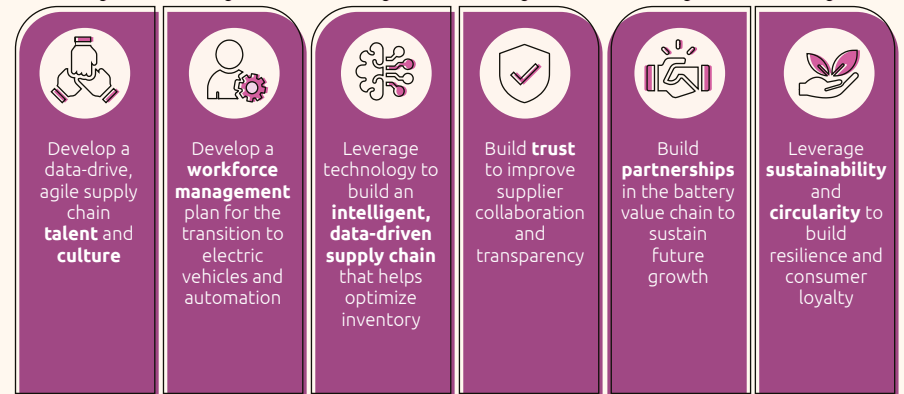 Develop a
data-drive,
agile supply
chain
talent and
culture
Develop a
workforce
management
plan for the
transition to
electric
vehicles and
automation
Leverage
technology to
build an
intelligent,
data-driven
supply chain
that helps
optimize
inventory
Build trust
to improve
supplier
collaboration
and
transparency
Build
partnerships
in the battery
value chain to
sustain
future
growth
Leverage
sustainability
and
circularity to
build
resilience and
consumer
loyalty